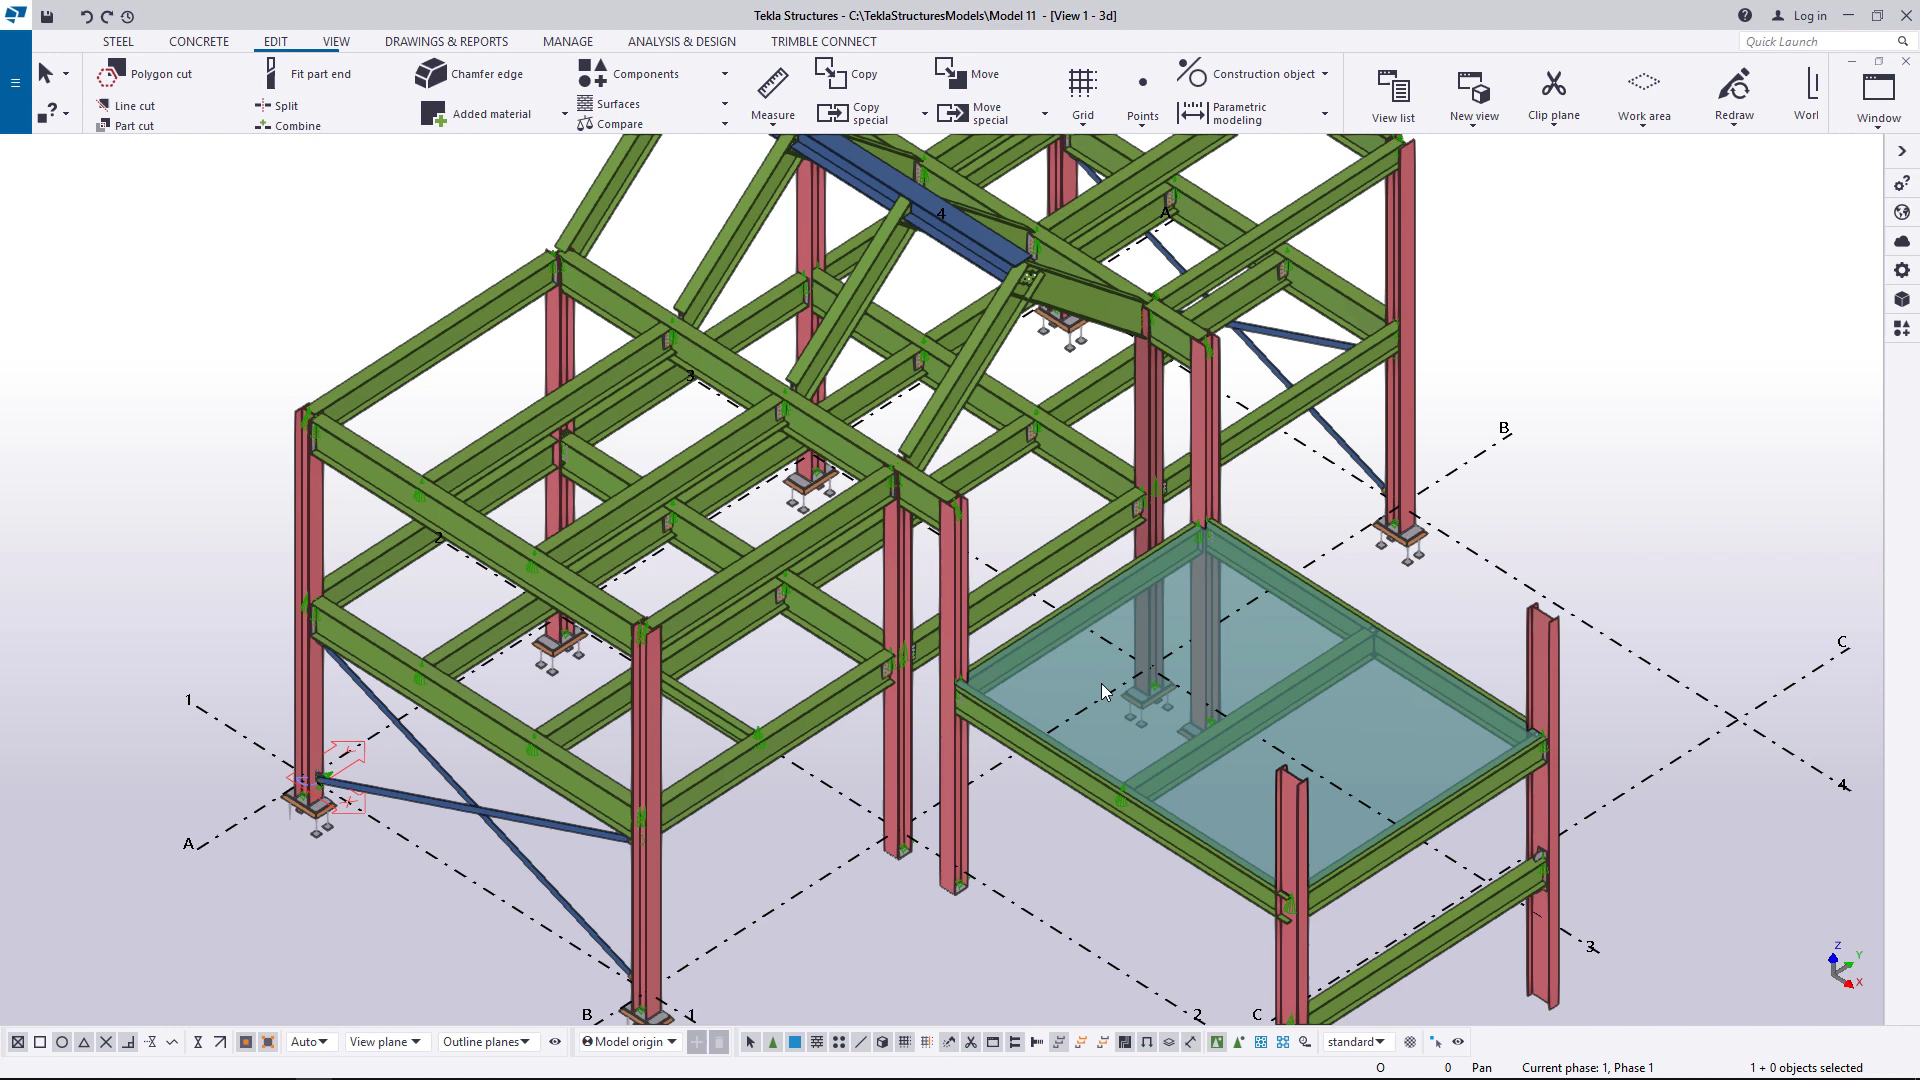 Tekla Structures - C:\TeklaStructuresModels\Model 11 - [View 1 - 3d]
Log in
STEEL CONCRETE EDIT VIEW DRAWINGS & REPORTS MANAGE ANALYSIS & DESIGN TRIMBLE CONNECT
Quick Launch
Polygon cut
Line cut
Part cut
Fit part end
Split
Combine
Chamfer edge
Added material
Components
Surfaces
Compare
Measure
Copy
Copy special
Move
Move special
Grid
Points
Construction object
Parametric modeling
View list
New view
Clip plane
Work area
Redraw
Worl
Window
4
A
3
B
2
C
1
4
A
3
B
1
2
C
Z
Y
X
Auto
View plane
Outline planes
Model origin
standard
O
0
Pan
Current phase: 1, Phase 1
1 + 0 objects selected